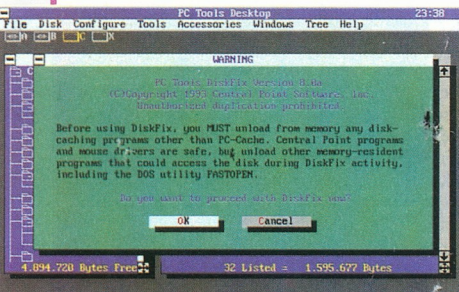 PC Tools Desktop 23:38
File Disk Configure Tools Accessories Windows Tree Help
A B C X
WARNING
PC Tools DiskFix Version 8.0a
(C)Copyright 1993 Central Point Software, Inc.
Unauthorized duplication prohibited.
Before using DiskFix, you MUST unload from memory any disk-
caching programs other than PC-Cache. Central Point programs
and mouse drivers are safe, but unload other memory-resident
programs that could access the disk during DiskFix activity,
including the DOS utility FASTOPEN.
Do you want to proceed with DiskFix now?
OK Cancel
4.894.720 Bytes Free
32 Listed = 1.595.677 Bytes